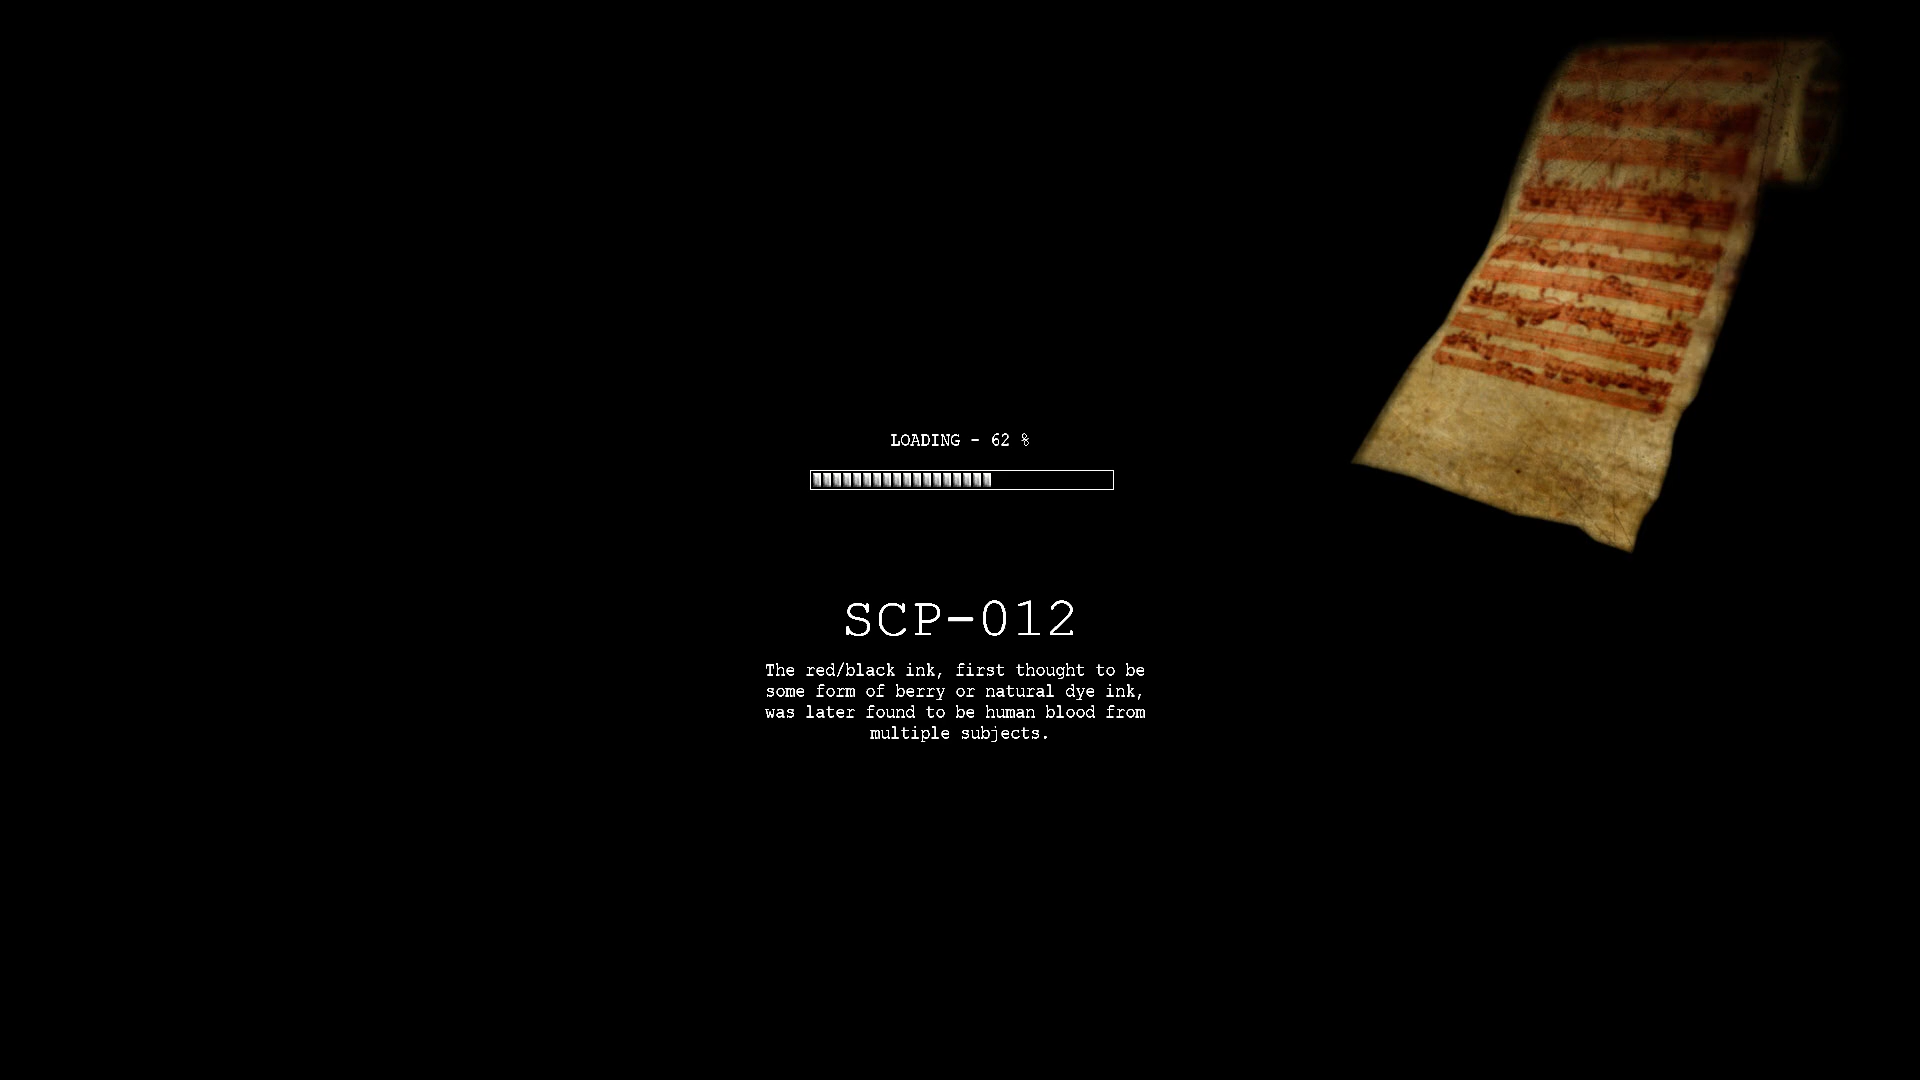 LOADING - 62 %
SCP-012
The red/black ink, first thought to be
some form of berry or natural dye ink,
was later found to be human blood from
multiple subjects.